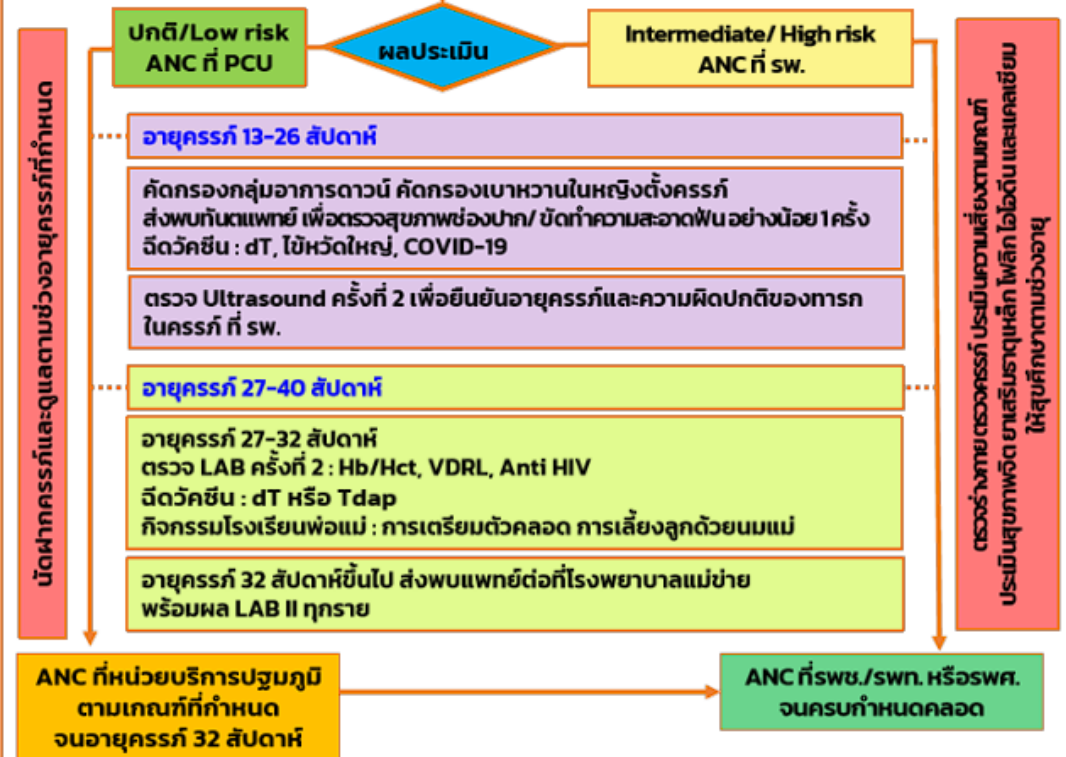 ปกติ/Low risk
ANC ที่ PCU
ผลประเมิน
Intermediate/ High risk
ANC ที่ รพ.
นัดฝากครรภ์และดูแลตามช่วงอายุครรภ์ที่กำหนด
อายุครรภ์ 13-26 สัปดาห์
คัดกรองกลุ่มอาการดาวน์ คัดกรองเบาหวานในหญิงตั้งครรภ์
ส่งพบทันตแพทย์ เพื่อตรวจสุขภาพช่องปาก/ ขัดทำความสะอาดฟัน อย่างน้อย 1 ครั้ง
ฉีดวัคซีน : dT, ไข้หวัดใหญ่, COVID-19
ตรวจ Ultrasound ครั้งที่ 2 เพื่อยืนยันอายุครรภ์และความผิดปกติของทารก
ในครรภ์ ที่ รพ.
อายุครรภ์ 27-40 สัปดาห์
อายุครรภ์ 27-32 สัปดาห์
ตรวจ LAB ครั้งที่ 2 : Hb/Hct, VDRL, Anti HIV
ฉีดวัคซีน : dT หรือ Tdap
กิจกรรมโรงเรียนพ่อแม่ : การเตรียมตัวคลอด การเลี้ยงลูกด้วยนมแม่
อายุครรภ์ 32 สัปดาห์ขึ้นไป ส่งพบแพทย์ต่อที่โรงพยาบาลแม่ข่าย
พร้อมผล LAB II ทุกราย
ตรวจร่างกาย ตรวจครรภ์ ประเมินความเสี่ยงตามเกณฑ์
ประเมินสุขภาพจิต ยาเสริมธาตุเหล็ก โฟลิก ไอโอดีน และแคลเซียม
ให้สุขศึกษาตามช่วงอายุ
ANC ที่หน่วยบริการปฐมภูมิ
ตามเกณฑ์ที่กำหนด
จนอายุครรภ์ 32 สัปดาห์
ANC ที่รพช./รพท. หรือรพศ.
จนครบกำหนดคลอด